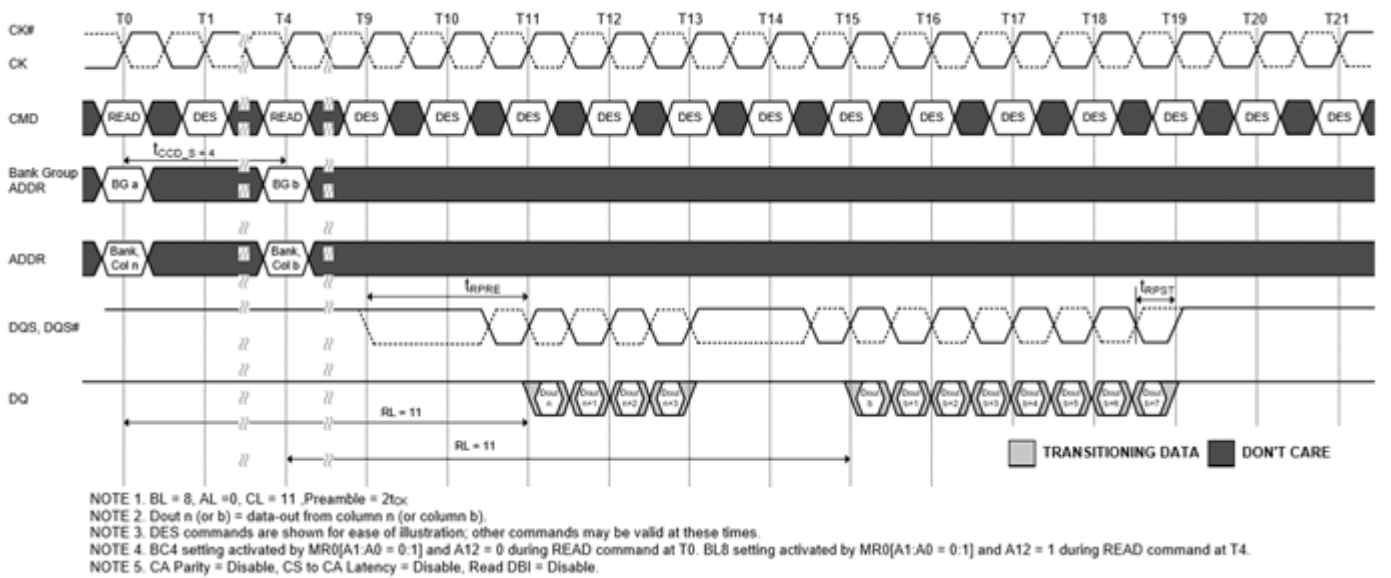 T0 T1 T4 T9 T10 T11 T12 T13 T14 T15 T16 T17 T18 T19 T20 T21
CK#
CK
CMD READ DES READ DES DES DES DES DES DES DES DES DES DES DES DES DES
tCCD_S = 4
Bank Group
ADDR
BG a BG b
ADDR
Bank,
Col n
Bank,
Col b
tRPRE tRPST
DQS, DQS#
DQ
Dout
n
Dout
n+1
Dout
n+2
Dout
n+3
Dout
b
Dout
b+1
Dout
b+2
Dout
b+3
Dout
b+4
Dout
b+5
Dout
b+6
Dout
b+7
RL = 11
RL = 11
TRANSITIONING DATA DON'T CARE
NOTE 1. BL = 8, AL =0, CL = 11 ,Preamble = 2tCK
NOTE 2. Dout n (or b) = data-out from column n (or column b).
NOTE 3. DES commands are shown for ease of illustration; other commands may be valid at these times.
NOTE 4. BC4 setting activated by MR0[A1:A0 = 0:1] and A12 = 0 during READ command at T0. BL8 setting activated by MR0[A1:A0 = 0:1] and A12 = 1 during READ command at T4.
NOTE 5. CA Parity = Disable, CS to CA Latency = Disable, Read DBI = Disable.